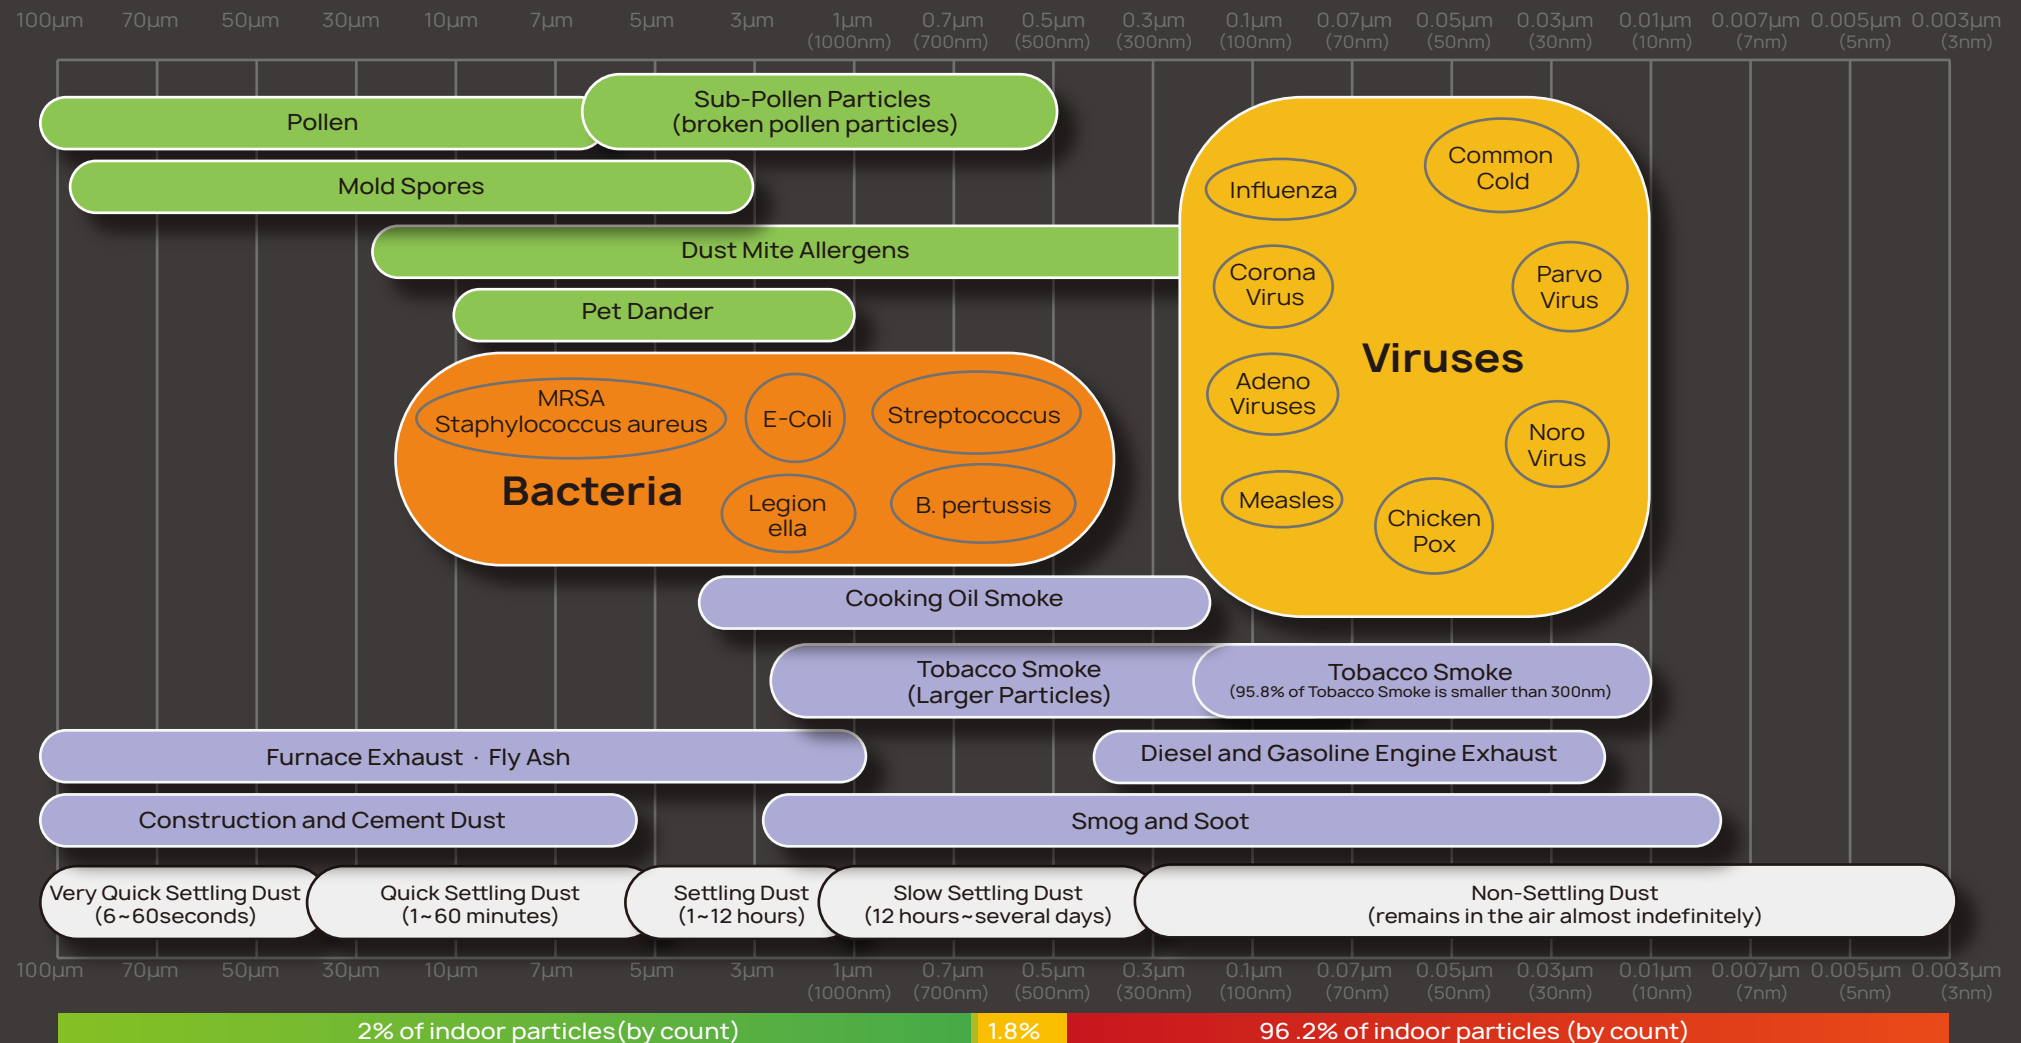 100µm 70µm 50µm 30µm 10µm 7µm 5µm 3µm 1µm 0.7µm 0.5µm 0.3µm 0.1µm 0.07µm 0.05µm 0.03µm 0.01µm 0.007µm 0.005µm 0.003µm
(1000nm) (700nm) (500nm) (300nm) (100nm) (70nm) (50nm) (30nm) (10nm) (7nm) (5nm) (3nm)
Pollen
Sub-Pollen Particles
(broken pollen particles)
Mold Spores
Dust Mite Allergens
Pet Dander
MRSA
Staphylococcus aureus
E-Coli
Streptococcus
Bacteria
Legion
ella
B. pertussis
Influenza
Common
Cold
Corona
Virus
Parvo
Virus
Viruses
Adeno
Viruses
Noro
Virus
Measles
Chicken
Pox
Cooking Oil Smoke
Tobacco Smoke
(Larger Particles)
Tobacco Smoke
(95.8% of Tobacco Smoke is smaller than 300nm)
Furnace Exhaust · Fly Ash
Diesel and Gasoline Engine Exhaust
Construction and Cement Dust
Smog and Soot
Very Quick Settling Dust
(6~60seconds)
Quick Settling Dust
(1~60 minutes)
Settling Dust
(1~12 hours)
Slow Settling Dust
(12 hours~several days)
Non-Settling Dust
(remains in the air almost indefinitely)
100µm 70µm 50µm 30µm 10µm 7µm 5µm 3µm 1µm 0.7µm 0.5µm 0.3µm 0.1µm 0.07µm 0.05µm 0.03µm 0.01µm 0.007µm 0.005µm 0.003µm
(1000nm) (700nm) (500nm) (300nm) (100nm) (70nm) (50nm) (30nm) (10nm) (7nm) (5nm) (3nm)
2% of indoor particles(by count) 1.8% 96 .2% of indoor particles (by count)